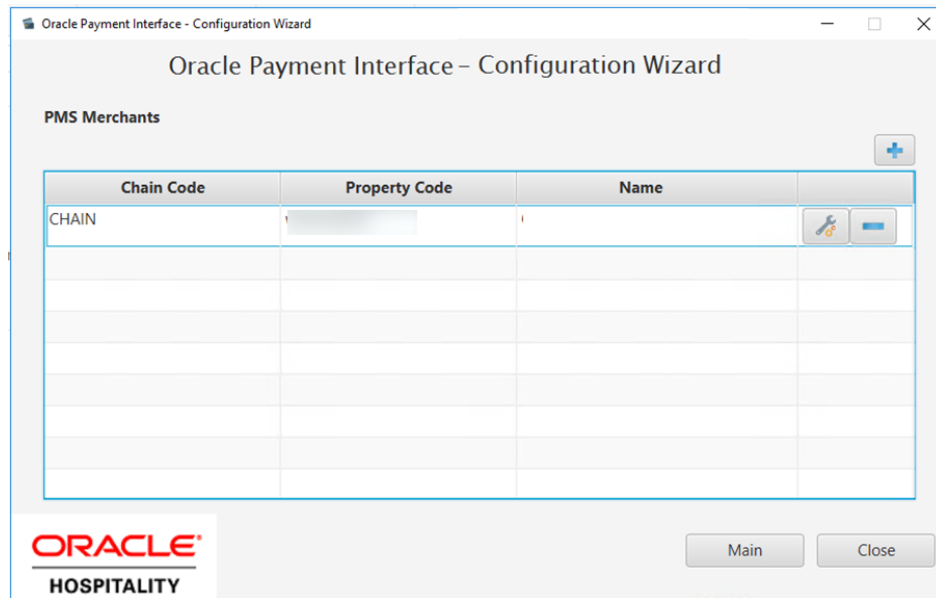 Oracle Payment Interface - Configuration Wizard
Oracle Payment Interface – Configuration Wizard
PMS Merchants
Chain Code Property Code Name
CHAIN
ORACLE®
HOSPITALITY
Main Close